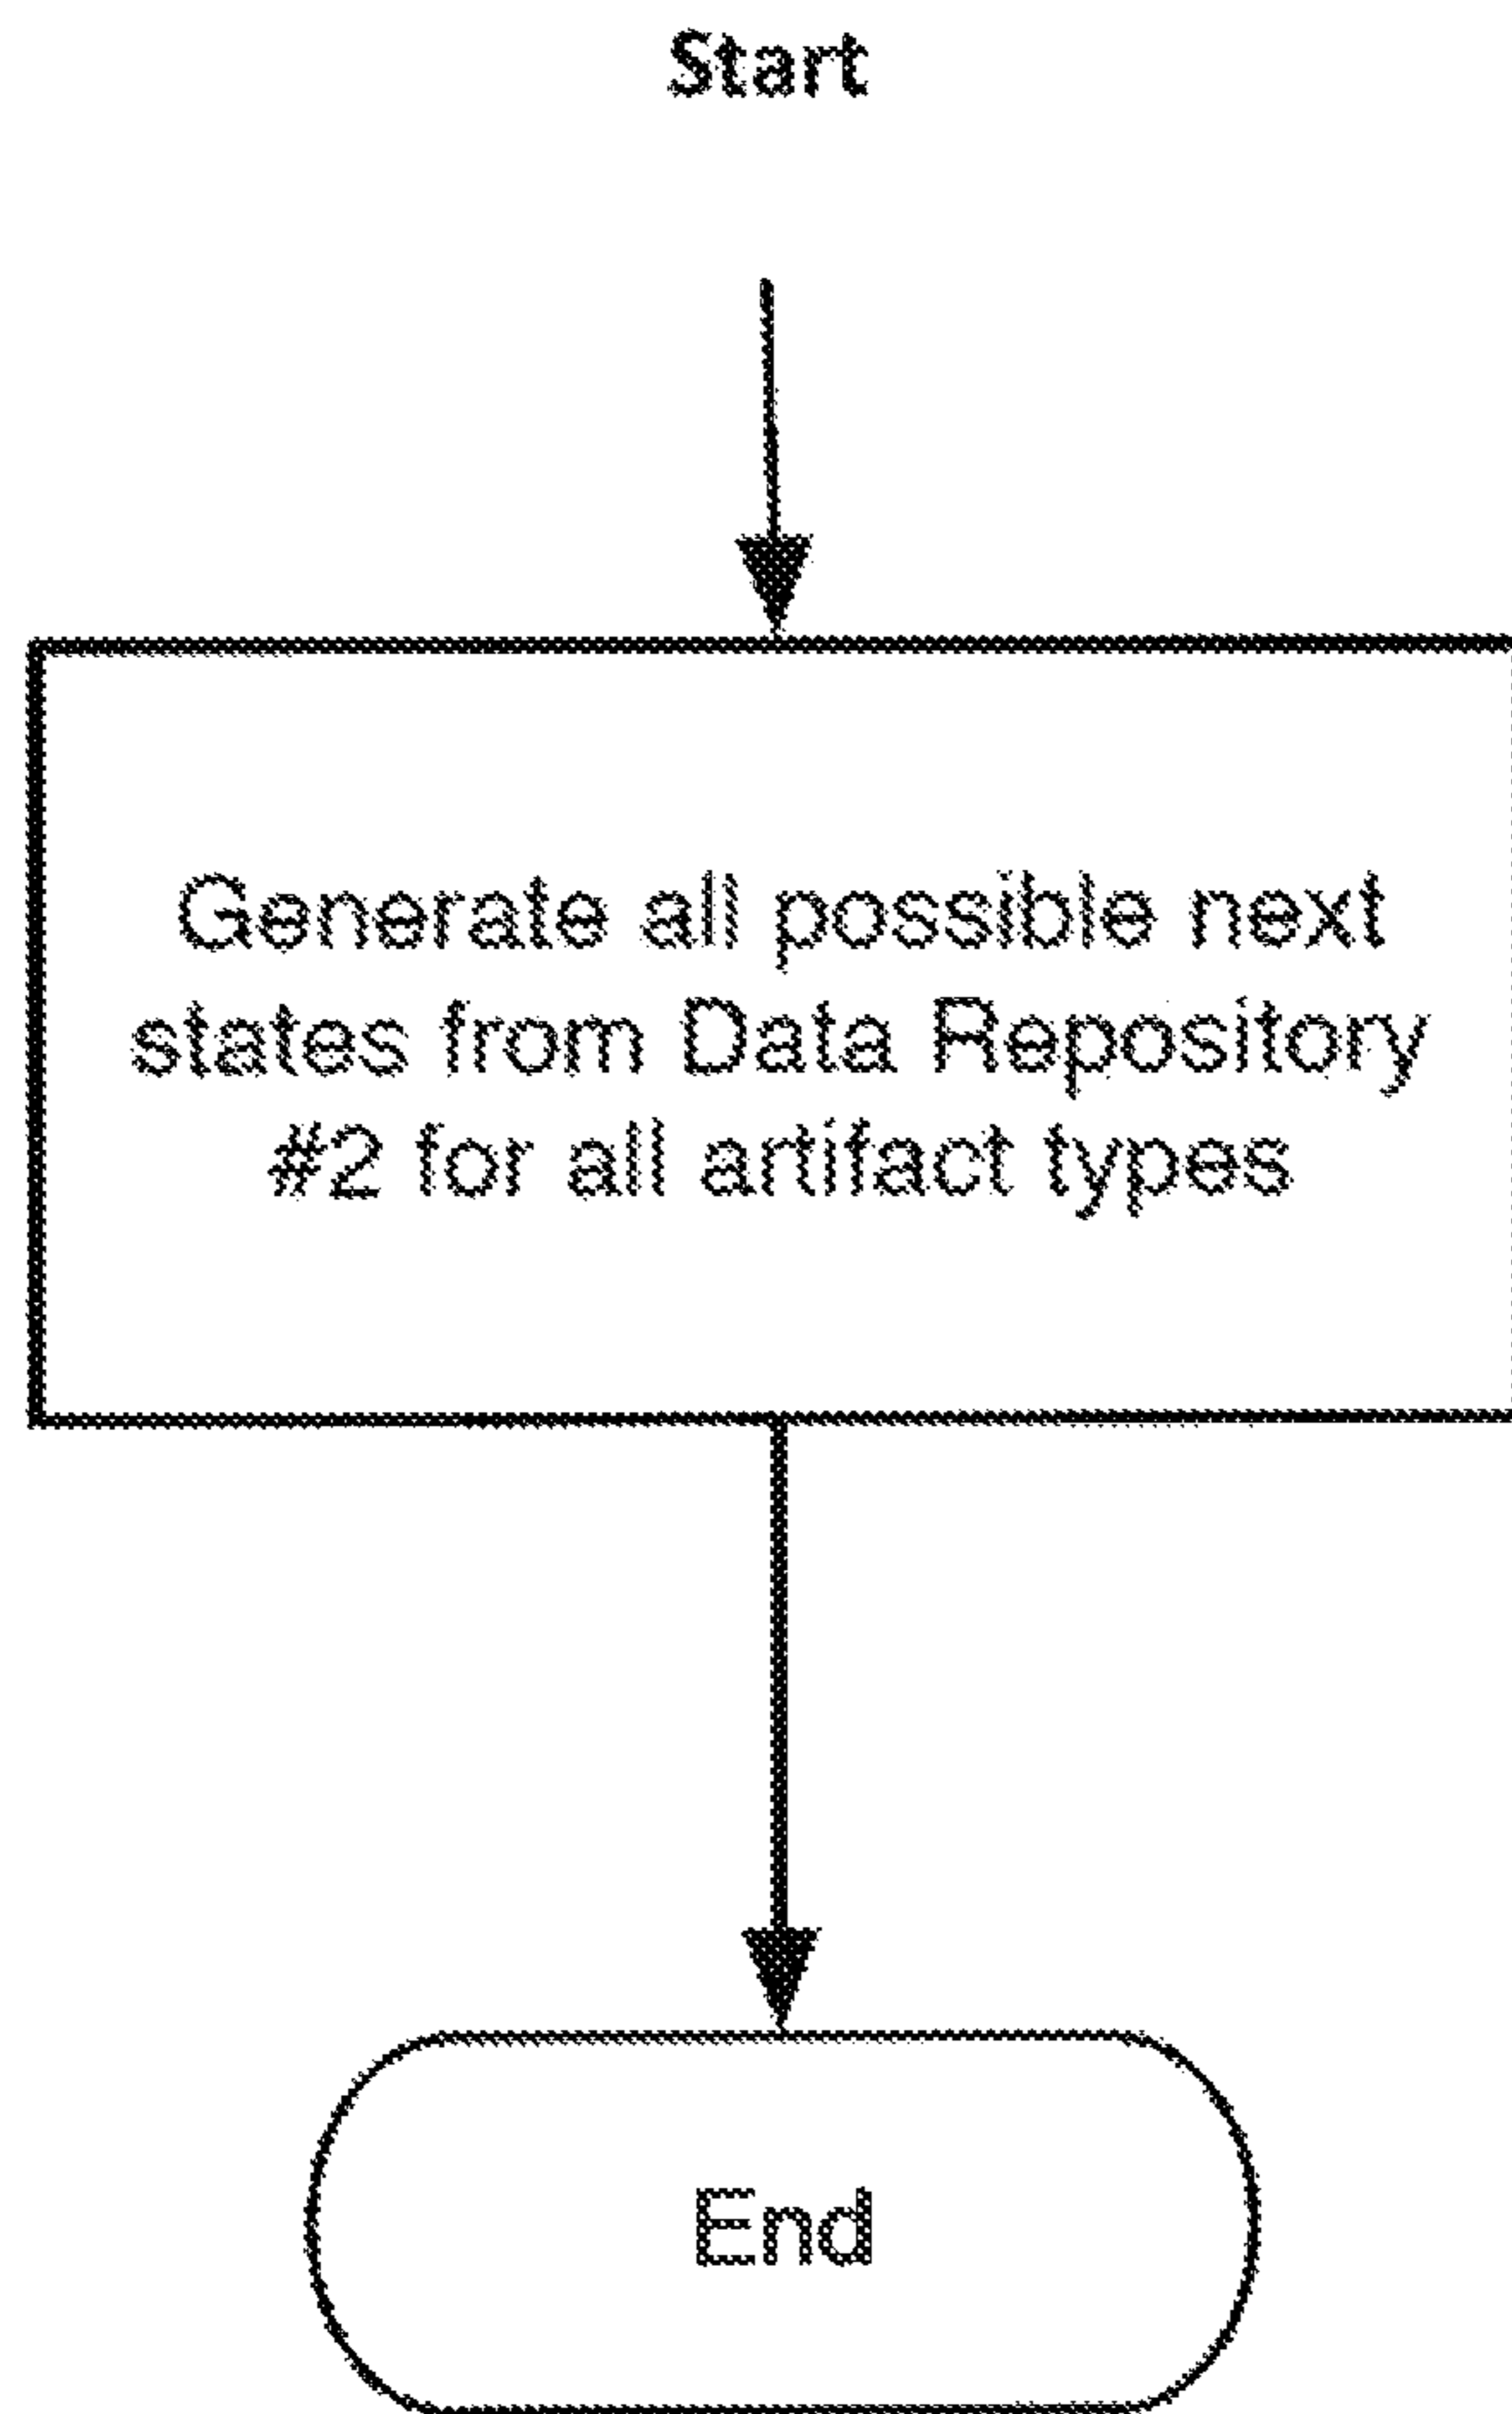 Start
Generate all possible next
states from Data Repository
#2 for all artifact types
End